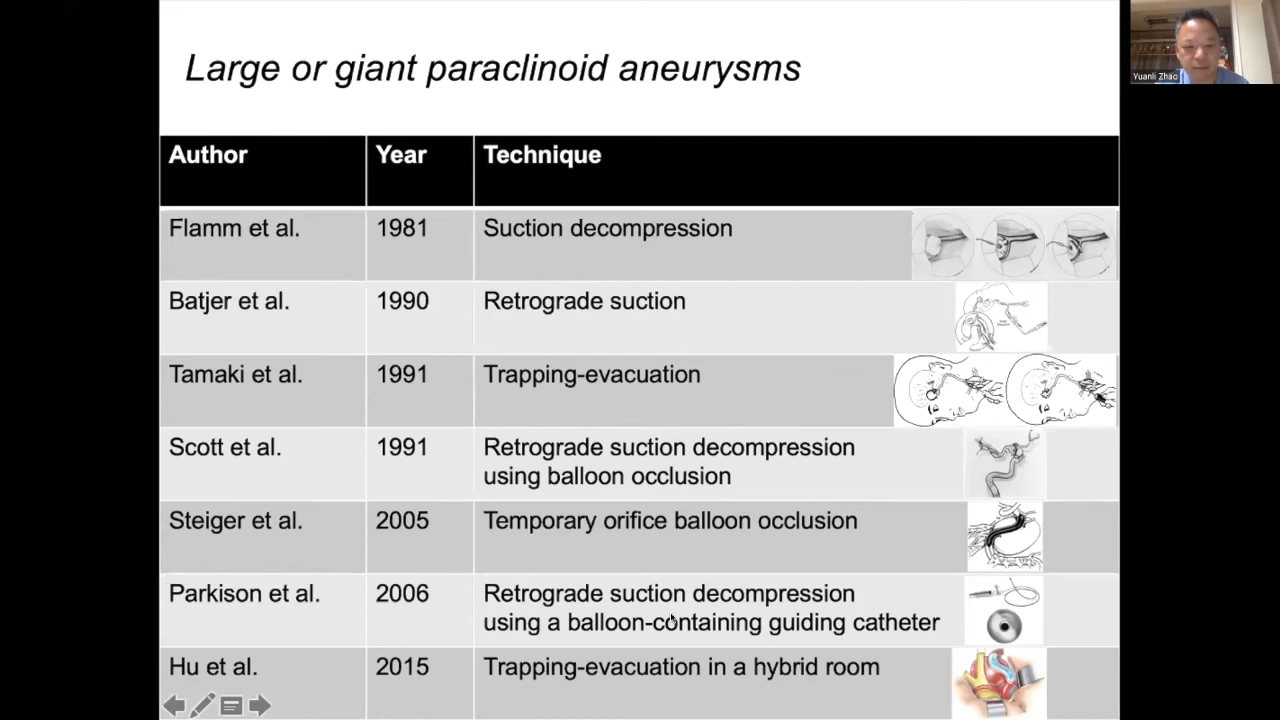 Large or giant paraclinoid aneurysms
Yuanli Zhao
Author Year Technique
Flamm et al. 1981 Suction decompression
Batjer et al. 1990 Retrograde suction
Tamaki et al. 1991 Trapping-evacuation
Scott et al. 1991 Retrograde suction decompression
using balloon occlusion
Steiger et al. 2005 Temporary orifice balloon occlusion
Parkison et al. 2006 Retrograde suction decompression
using a balloon-containing guiding catheter
Hu et al. 2015 Trapping-evacuation in a hybrid room